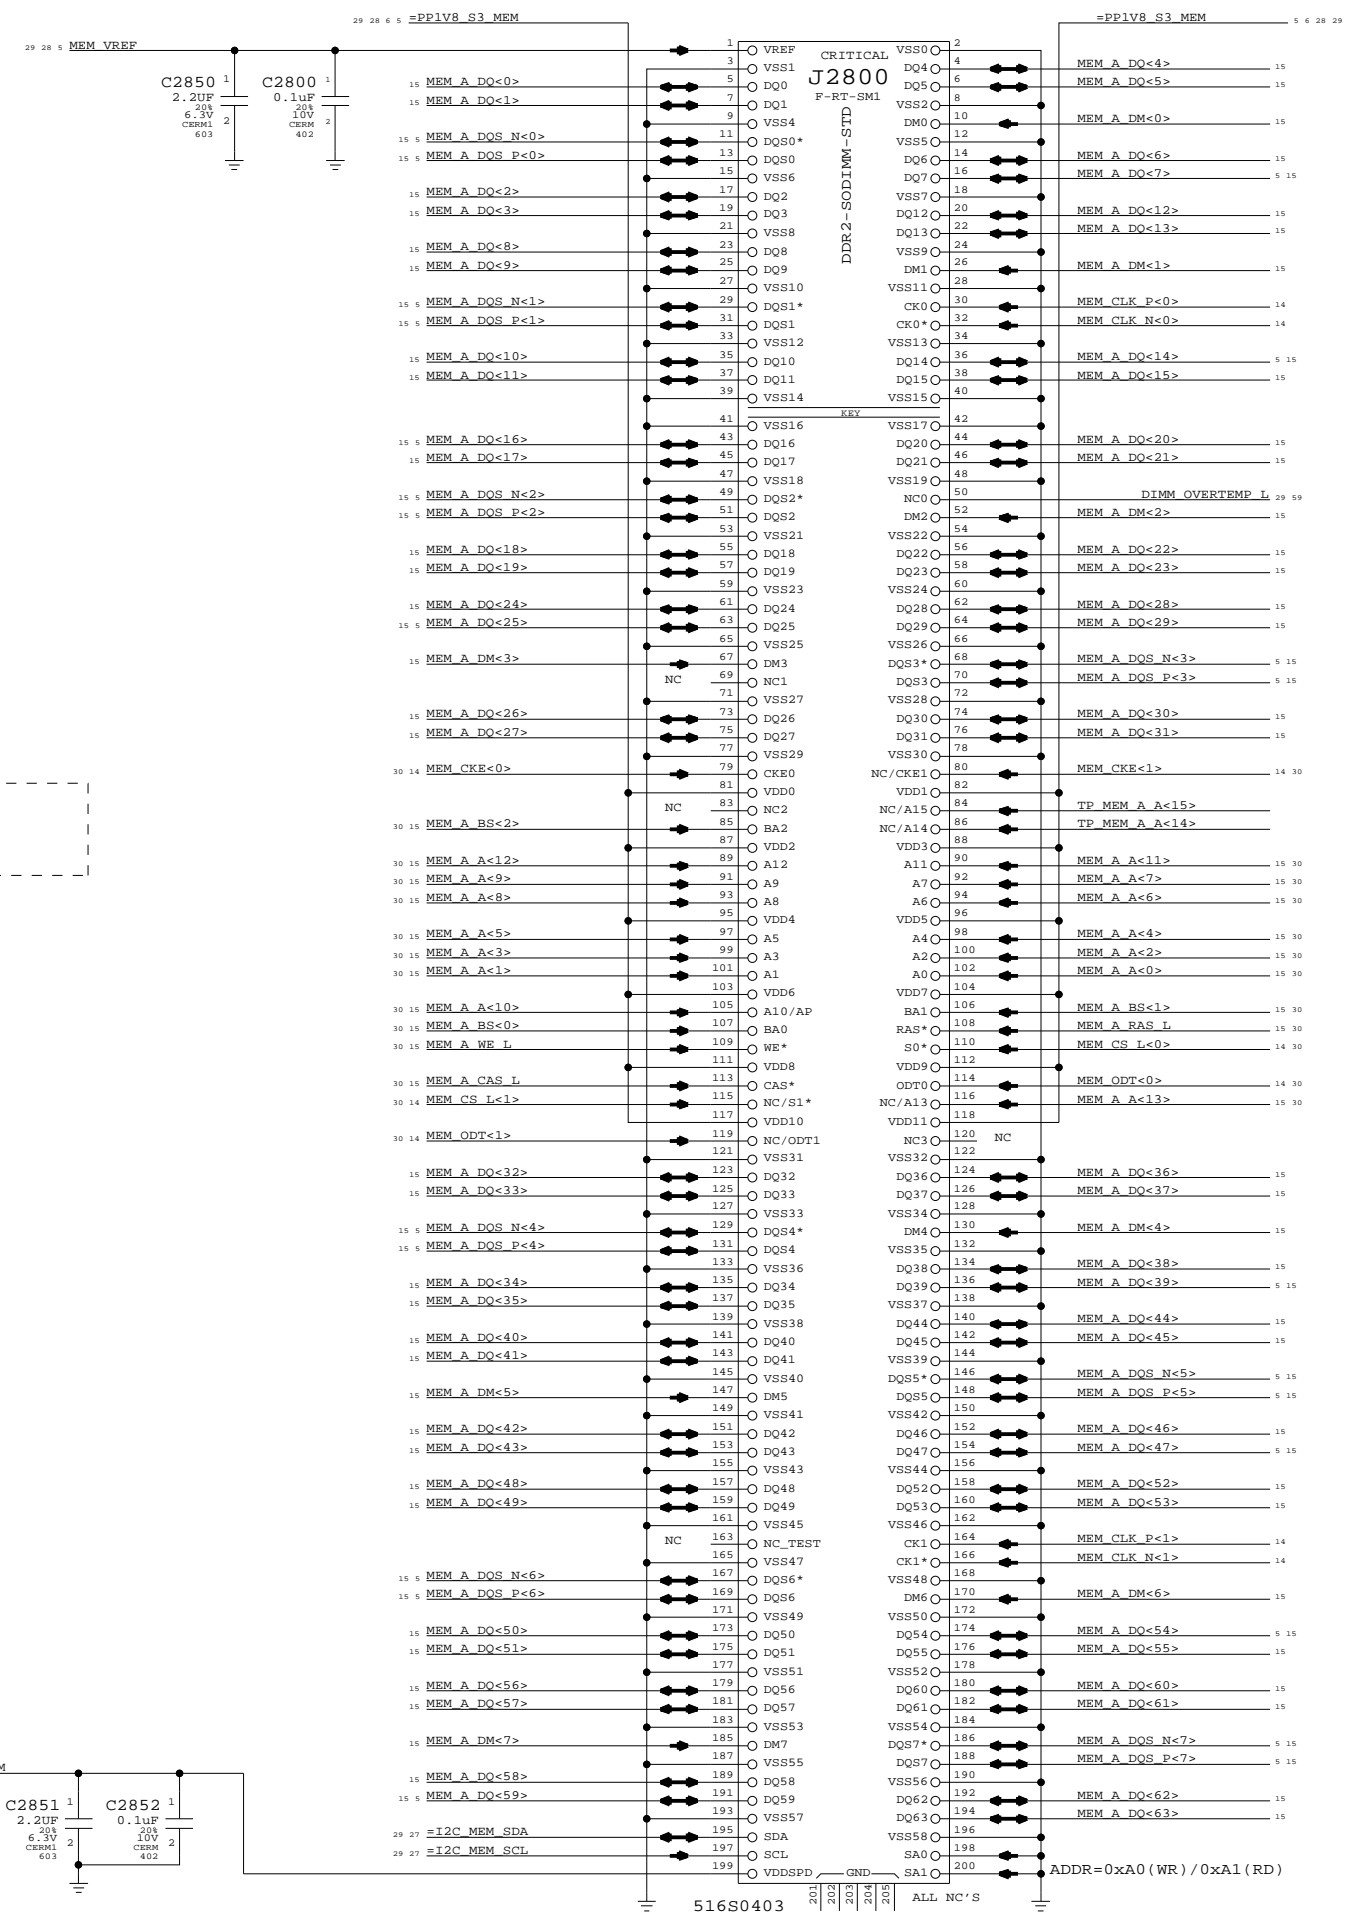 29 28 6 5 =PP1V8_S3_MEM
=PP1V8_S3_MEM 5 6 28 29
29 28 5 MEM_VREF 1 VREF VSS0 2
CRITICAL
J2800
F-RT-SM1
DDR2-SODIMM-STD
C2850 1
2.2UF
20%
6.3V 2
CERM1
603
C2800 1
0.1uF
20%
10V 2
CERM
402
3 VSS1 DQ4 4 MEM_A_DQ<4> 15
15 MEM_A_DQ<0> 5 DQ0 DQ5 6 MEM_A_DQ<5> 15
15 MEM_A_DQ<1> 7 DQ1 VSS2 8
9 VSS4 DM0 10 MEM_A_DM<0> 15
15 5 MEM_A_DQS_N<0> 11 DQS0* VSS5 12
15 5 MEM_A_DQS_P<0> 13 DQS0 DQ6 14 MEM_A_DQ<6> 15
15 VSS6 DQ7 16 MEM_A_DQ<7> 5 15
15 MEM_A_DQ<2> 17 DQ2 VSS7 18
15 MEM_A_DQ<3> 19 DQ3 DQ12 20 MEM_A_DQ<12> 15
21 VSS8 DQ13 22 MEM_A_DQ<13> 15
15 MEM_A_DQ<8> 23 DQ8 VSS9 24
15 MEM_A_DQ<9> 25 DQ9 DM1 26 MEM_A_DM<1> 15
27 VSS10 VSS11 28
15 5 MEM_A_DQS_N<1> 29 DQS1* CK0 30 MEM_CLK_P<0> 14
15 5 MEM_A_DQS_P<1> 31 DQS1 CK0* 32 MEM_CLK_N<0> 14
33 VSS12 VSS13 34
15 MEM_A_DQ<10> 35 DQ10 DQ14 36 MEM_A_DQ<14> 5 15
15 MEM_A_DQ<11> 37 DQ11 DQ15 38 MEM_A_DQ<15> 15
39 VSS14 VSS15 40
KEY
41 VSS16 VSS17 42
15 5 MEM_A_DQ<16> 43 DQ16 DQ20 44 MEM_A_DQ<20> 15
15 MEM_A_DQ<17> 45 DQ17 DQ21 46 MEM_A_DQ<21> 15
47 VSS18 VSS19 48
15 5 MEM_A_DQS_N<2> 49 DQS2* NC0 50 DIMM_OVERTEMP_L 29 59
15 5 MEM_A_DQS_P<2> 51 DQS2 DM2 52 MEM_A_DM<2> 15
53 VSS21 VSS22 54
15 MEM_A_DQ<18> 55 DQ18 DQ22 56 MEM_A_DQ<22> 15
15 MEM_A_DQ<19> 57 DQ19 DQ23 58 MEM_A_DQ<23> 15
59 VSS23 VSS24 60
15 MEM_A_DQ<24> 61 DQ24 DQ28 62 MEM_A_DQ<28> 15
15 5 MEM_A_DQ<25> 63 DQ25 DQ29 64 MEM_A_DQ<29> 15
65 VSS25 VSS26 66
15 MEM_A_DM<3> 67 DM3 DQS3* 68 MEM_A_DQS_N<3> 5 15
NC 69 NC1 DQS3 70 MEM_A_DQS_P<3> 5 15
71 VSS27 VSS28 72
15 MEM_A_DQ<26> 73 DQ26 DQ30 74 MEM_A_DQ<30> 15
15 MEM_A_DQ<27> 75 DQ27 DQ31 76 MEM_A_DQ<31> 15
77 VSS29 VSS30 78
30 14 MEM_CKE<0> 79 CKE0 NC/CKE1 80 MEM_CKE<1> 14 30
81 VDD0 VDD1 82
NC 83 NC2 NC/A15 84 TP_MEM_A_A<15>
30 15 MEM_A_BS<2> 85 BA2 NC/A14 86 TP_MEM_A_A<14>
87 VDD2 VDD3 88
30 15 MEM_A_A<12> 89 A12 A11 90 MEM_A_A<11> 15 30
30 15 MEM_A_A<9> 91 A9 A7 92 MEM_A_A<7> 15 30
30 15 MEM_A_A<8> 93 A8 A6 94 MEM_A_A<6> 15 30
95 VDD4 VDD5 96
30 15 MEM_A_A<5> 97 A5 A4 98 MEM_A_A<4> 15 30
30 15 MEM_A_A<3> 99 A3 A2 100 MEM_A_A<2> 15 30
30 15 MEM_A_A<1> 101 A1 A0 102 MEM_A_A<0> 15 30
103 VDD6 VDD7 104
30 15 MEM_A_A<10> 105 A10/AP BA1 106 MEM_A_BS<1> 15 30
30 15 MEM_A_BS<0> 107 BA0 RAS* 108 MEM_A_RAS_L 15 30
30 15 MEM_A_WE_L 109 WE* S0* 110 MEM_CS_L<0> 14 30
111 VDD8 VDD9 112
30 15 MEM_A_CAS_L 113 CAS* ODT0 114 MEM_ODT<0> 14 30
30 14 MEM_CS_L<1> 115 NC/S1* NC/A13 116 MEM_A_A<13> 15 30
117 VDD10 VDD11 118
30 14 MEM_ODT<1> 119 NC/ODT1 NC3 120 NC
121 VSS31 VSS32 122
15 MEM_A_DQ<32> 123 DQ32 DQ36 124 MEM_A_DQ<36> 15
15 MEM_A_DQ<33> 125 DQ33 DQ37 126 MEM_A_DQ<37> 15
127 VSS33 VSS34 128
15 5 MEM_A_DQS_N<4> 129 DQS4* DM4 130 MEM_A_DM<4> 15
15 5 MEM_A_DQS_P<4> 131 DQS4 VSS35 132
133 VSS36 DQ38 134 MEM_A_DQ<38> 15
15 MEM_A_DQ<34> 135 DQ34 DQ39 136 MEM_A_DQ<39> 5 15
15 MEM_A_DQ<35> 137 DQ35 VSS37 138
139 VSS38 DQ44 140 MEM_A_DQ<44> 15
15 MEM_A_DQ<40> 141 DQ40 DQ45 142 MEM_A_DQ<45> 15
15 MEM_A_DQ<41> 143 DQ41 VSS39 144
145 VSS40 DQS5* 146 MEM_A_DQS_N<5> 5 15
15 MEM_A_DM<5> 147 DM5 DQS5 148 MEM_A_DQS_P<5> 5 15
149 VSS41 VSS42 150
15 MEM_A_DQ<42> 151 DQ42 DQ46 152 MEM_A_DQ<46> 15
15 MEM_A_DQ<43> 153 DQ43 DQ47 154 MEM_A_DQ<47> 5 15
155 VSS43 VSS44 156
15 MEM_A_DQ<48> 157 DQ48 DQ52 158 MEM_A_DQ<52> 15
15 MEM_A_DQ<49> 159 DQ49 DQ53 160 MEM_A_DQ<53> 15
161 VSS45 VSS46 162
NC 163 NC_TEST CK1 164 MEM_CLK_P<1> 14
165 VSS47 CK1* 166 MEM_CLK_N<1> 14
15 5 MEM_A_DQS_N<6> 167 DQS6* VSS48 168
15 5 MEM_A_DQS_P<6> 169 DQS6 DM6 170 MEM_A_DM<6> 15
171 VSS49 VSS50 172
15 MEM_A_DQ<50> 173 DQ50 DQ54 174 MEM_A_DQ<54> 5 15
15 MEM_A_DQ<51> 175 DQ51 DQ55 176 MEM_A_DQ<55> 15
177 VSS51 VSS52 178
15 MEM_A_DQ<56> 179 DQ56 DQ60 180 MEM_A_DQ<60> 15
15 MEM_A_DQ<57> 181 DQ57 DQ61 182 MEM_A_DQ<61> 15
183 VSS53 VSS54 184
15 MEM_A_DM<7> 185 DM7 DQS7* 186 MEM_A_DQS_N<7> 5 15
187 VSS55 DQS7 188 MEM_A_DQS_P<7> 5 15
M
15 MEM_A_DQ<58> 189 DQ58 VSS56 190
15 5 MEM_A_DQ<59> 191 DQ59 DQ62 192 MEM_A_DQ<62> 15
193 VSS57 DQ63 194 MEM_A_DQ<63> 15
29 27 =I2C_MEM_SDA 195 SDA VSS58 196
29 27 =I2C_MEM_SCL 197 SCL SA0 198
199 VDDSPD GND SA1 200 ADDR=0xA0(WR)/0xA1(RD)
C2851 1
2.2UF
20%
6.3V 2
CERM1
603
C2852 1
0.1uF
20%
10V 2
CERM
402
201 202 203 204 205
516S0403
ALL NC'S